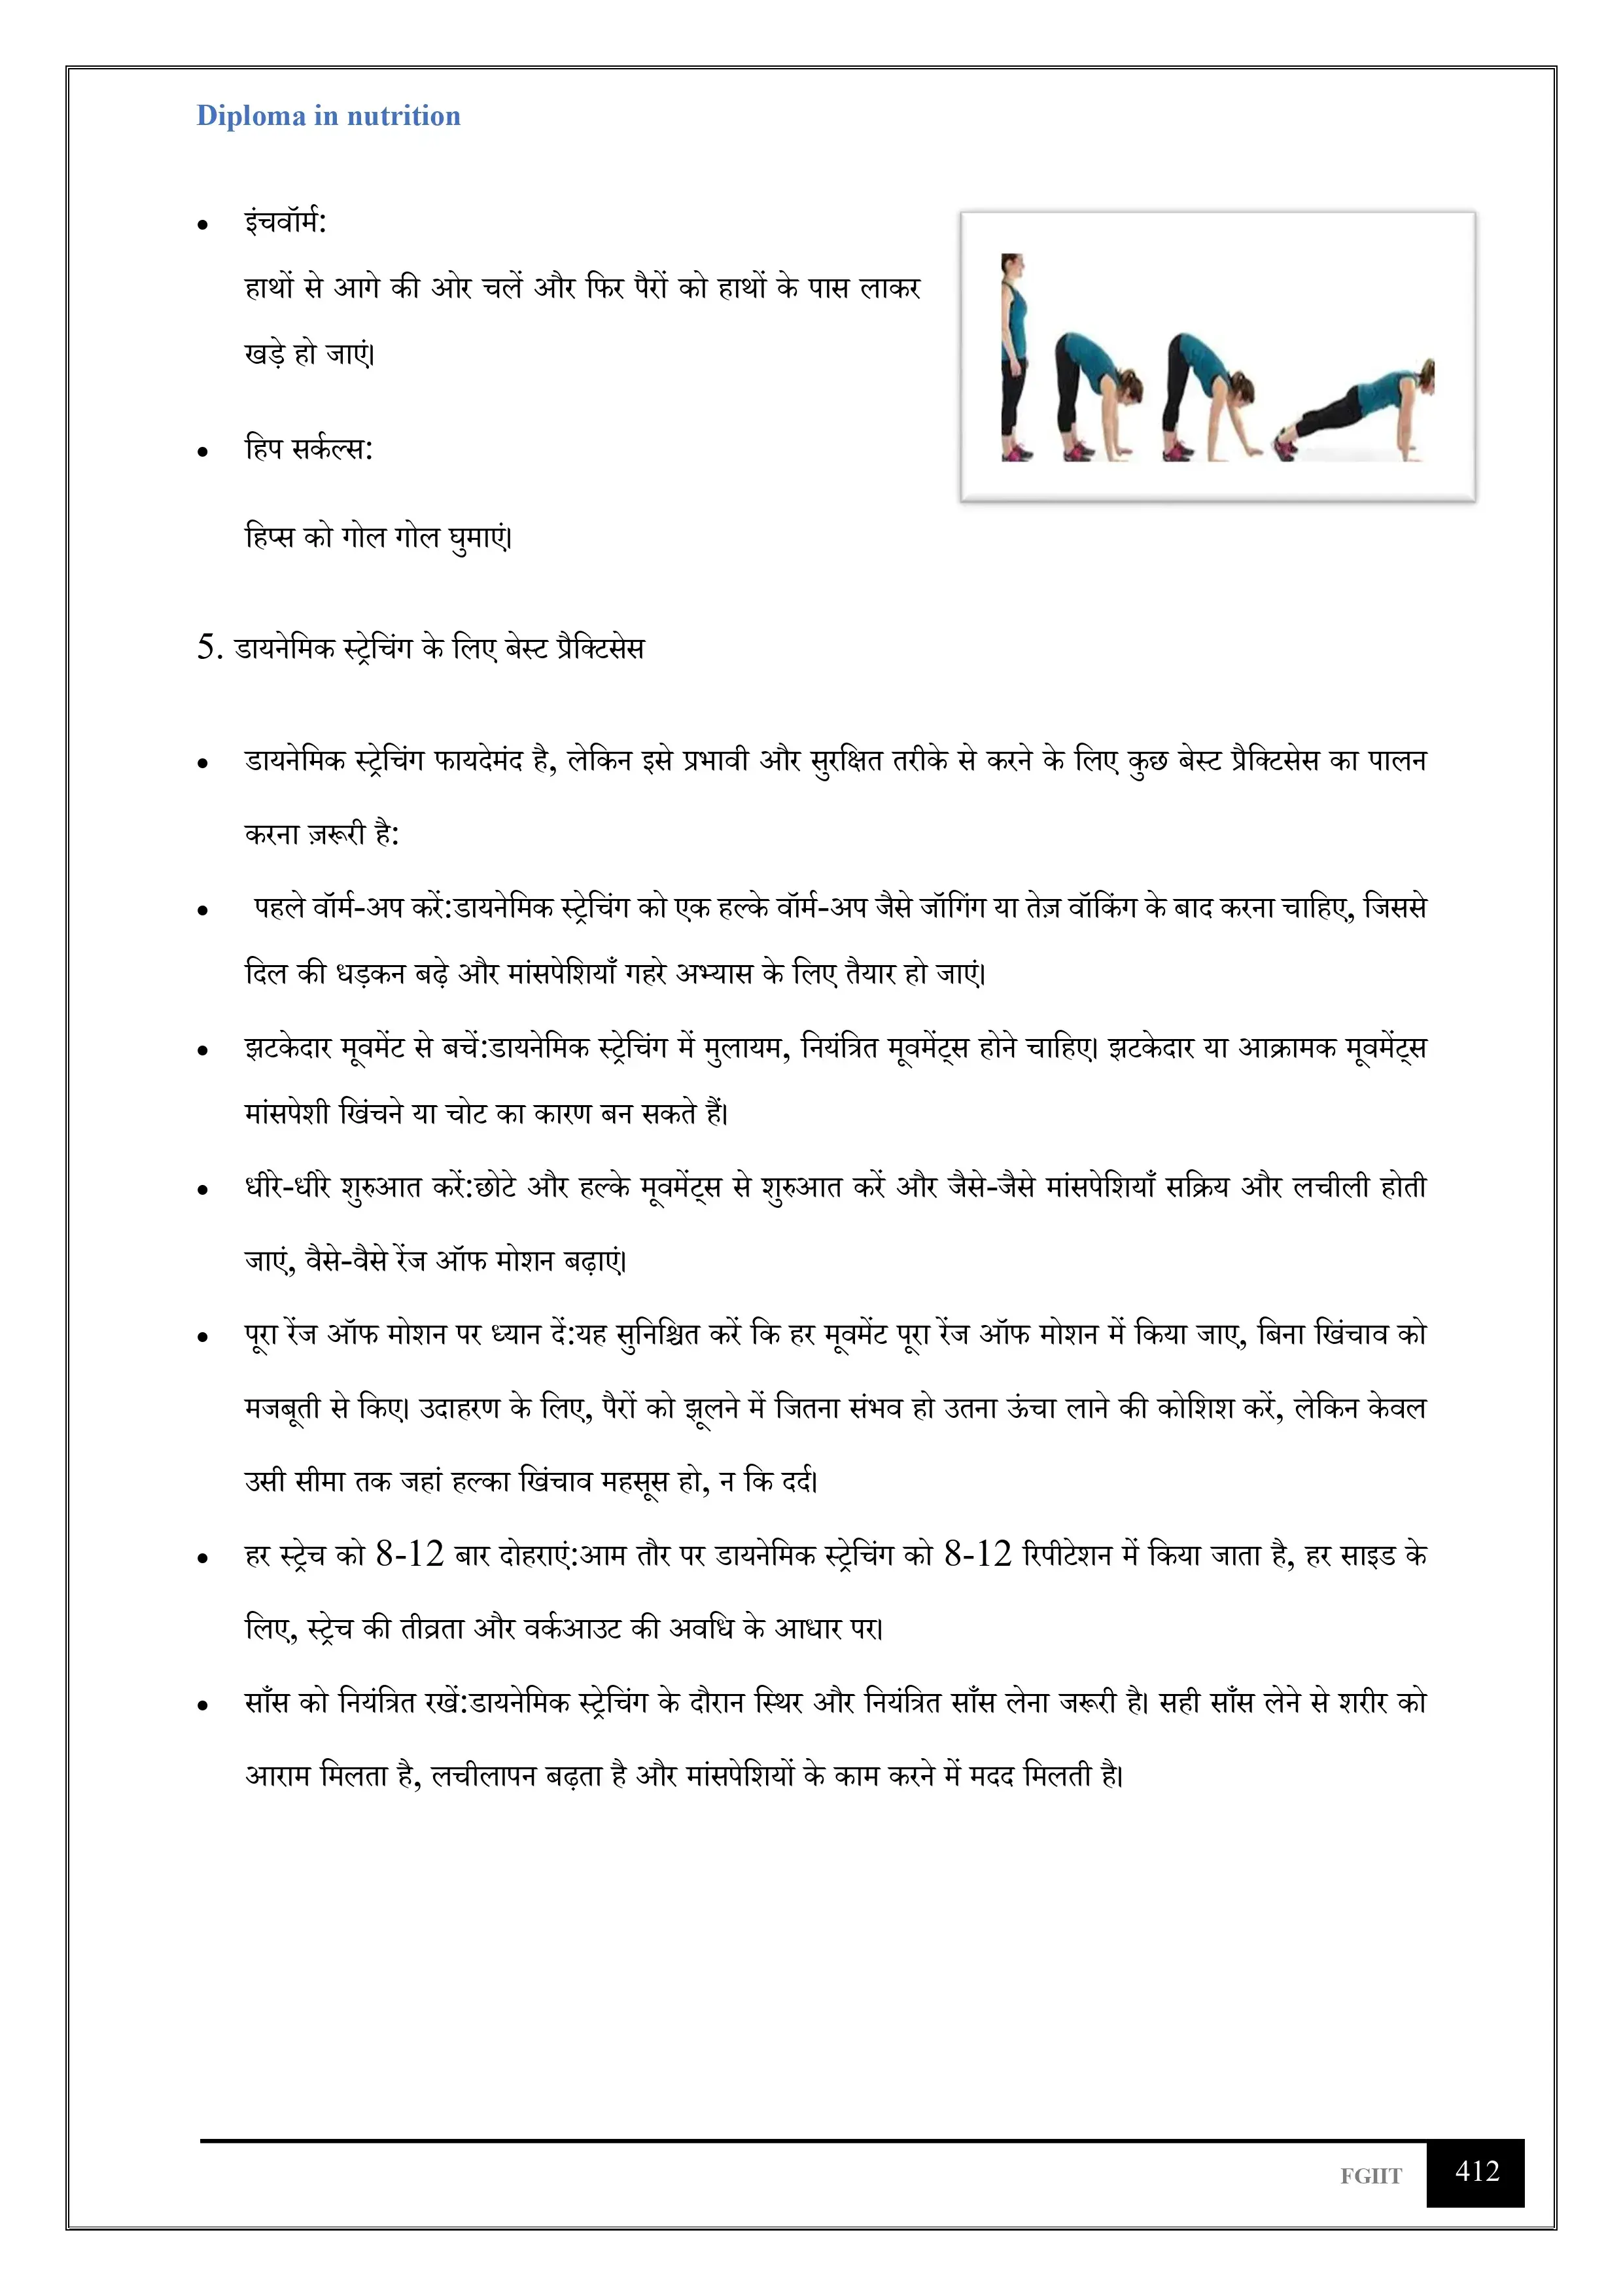 Diploma in nutrition
• इंचवॉर्म:
हाथों से आगे की ओर चलें और फिर पैरों को हाथों के पास लाकर
खड़े हो जाएं।
• हिप सर्कल्स:
हिप्स को गोल गोल घुमाएं।
5. डायनेमिक स्ट्रेचिंग के लिए बेस्ट प्रैक्टिसेस
• डायनेमिक स्ट्रेचिंग फायदेमंद है, लेकिन इसे प्रभावी और सुरक्षित तरीके से करने के लिए कुछ बेस्ट प्रैक्टिसेस का पालन
करना ज़रूरी है:
• पहले वॉर्म-अप करें:डायनेमिक स्ट्रेचिंग को एक हल्के वॉर्म-अप जैसे जॉगिंग या तेज़ वॉकिंग के बाद करना चाहिए, जिससे
दिल की धड़कन बढ़े और मांसपेशियाँ गहरे अभ्यास के लिए तैयार हो जाएं।
• झटकेदार मूवमेंट से बचें:डायनेमिक स्ट्रेचिंग में मुलायम, नियंत्रित मूवमेंट्स होने चाहिए। झटकेदार या आक्रामक मूवमेंट्स
मांसपेशी खिंचने या चोट का कारण बन सकते हैं।
• धीरे-धीरे शुरुआत करें:छोटे और हल्के मूवमेंट्स से शुरुआत करें और जैसे-जैसे मांसपेशियाँ सक्रिय और लचीली होती
जाएं, वैसे-वैसे रेंज ऑफ मोशन बढ़ाएं।
• पूरा रेंज ऑफ मोशन पर ध्यान दें:यह सुनिश्चित करें कि हर मूवमेंट पूरा रेंज ऑफ मोशन में किया जाए, बिना खिंचाव को
मजबूती से किए। उदाहरण के लिए, पैरों को झूलने में जितना संभव हो उतना ऊंचा लाने की कोशिश करें, लेकिन केवल
उसी सीमा तक जहां हल्का खिंचाव महसूस हो, न कि दर्द।
• हर स्ट्रेच को 8-12 बार दोहराएं:आम तौर पर डायनेमिक स्ट्रेचिंग को 8-12 रिपीटेशन में किया जाता है, हर साइड के
लिए, स्ट्रेच की तीव्रता और वर्कआउट की अवधि के आधार पर।
• साँस को नियंत्रित रखें:डायनेमिक स्ट्रेचिंग के दौरान स्थिर और नियंत्रित साँस लेना जरूरी है। सही साँस लेने से शरीर को
आराम मिलता है, लचीलापन बढ़ता है और मांसपेशियों के काम करने में मदद मिलती है।
FGIIT 412